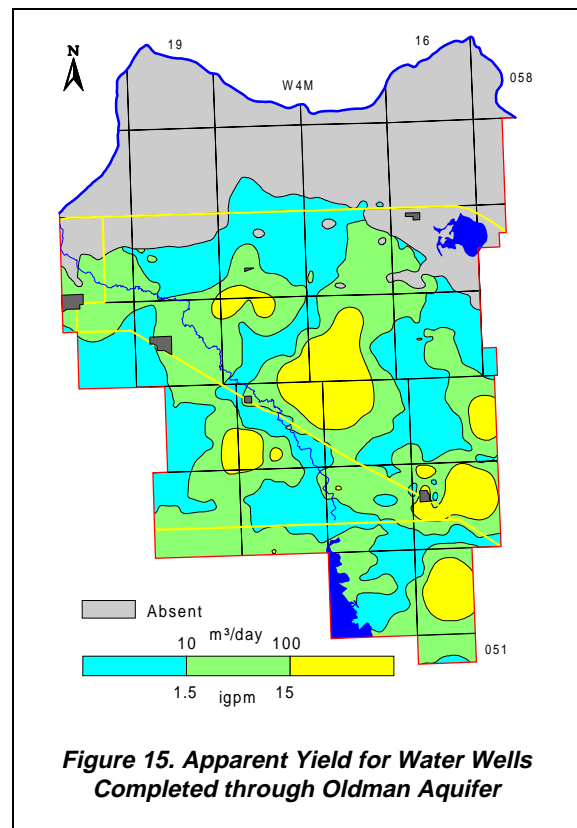 19
16
N
W4M
058
Absent
10 m³/day 100
1.5 igpm 15
051
Figure 15. Apparent Yield for Water Wells
Completed through Oldman Aquifer